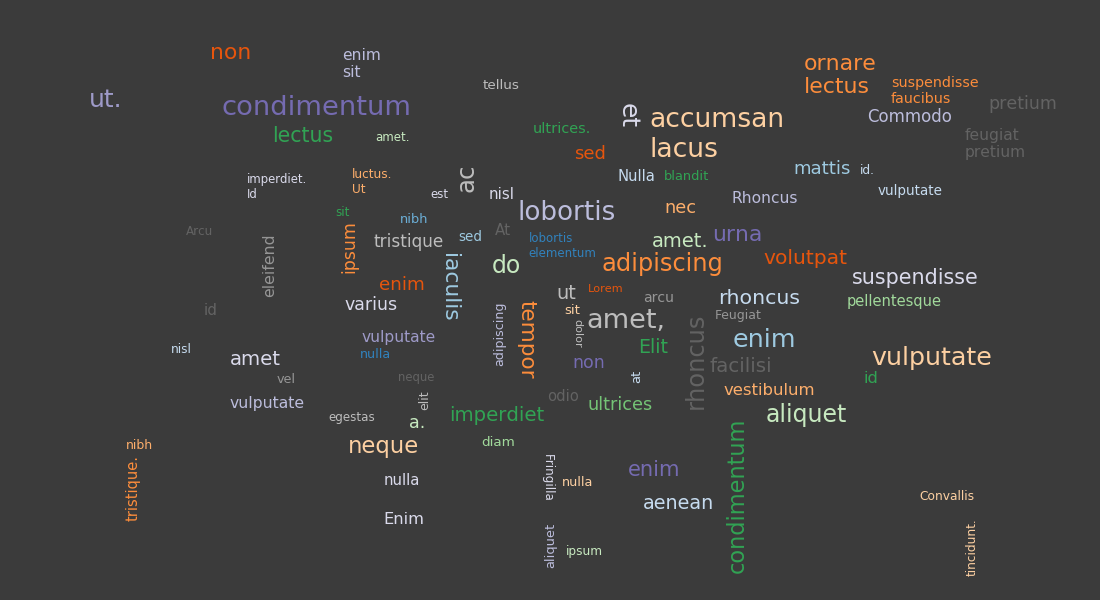 non
enim
sit
ornare
lectus
suspendisse
faucibus
tellus
ut.
condimentum
pretium
et
accumsan
lacus
Commodo
ultrices.
lectus
amet.
feugiat
pretium
sed
mattis
id.
Nulla
blandit
luctus.
Ut
imperdiet.
Id
ac
est
nisl
Rhoncus
vulputate
sit
nibh
lobortis
nec
Arcu
tristique
sed
At
lobortis
elementum
amet.
urna
ipsum
eleifend
iaculis
do
adipiscing
volutpat
suspendisse
enim
ut
Lorem
arcu
rhoncus
pellentesque
id
varius
adipiscing
tempor
sit
amet,
Feugiat
dolor
vulputate
nulla
non
Elit
rhoncus
enim
facilisi
vulputate
nisl
amet
vel
neque
at
id
vestibulum
vulputate
egestas
elit
a.
imperdiet
odio
ultrices
aliquet
nibh
neque
diam
condimentum
tristique.
nulla
Fringilla
nulla
enim
aenean
Convallis
Enim
aliquet
ipsum
tincidunt.